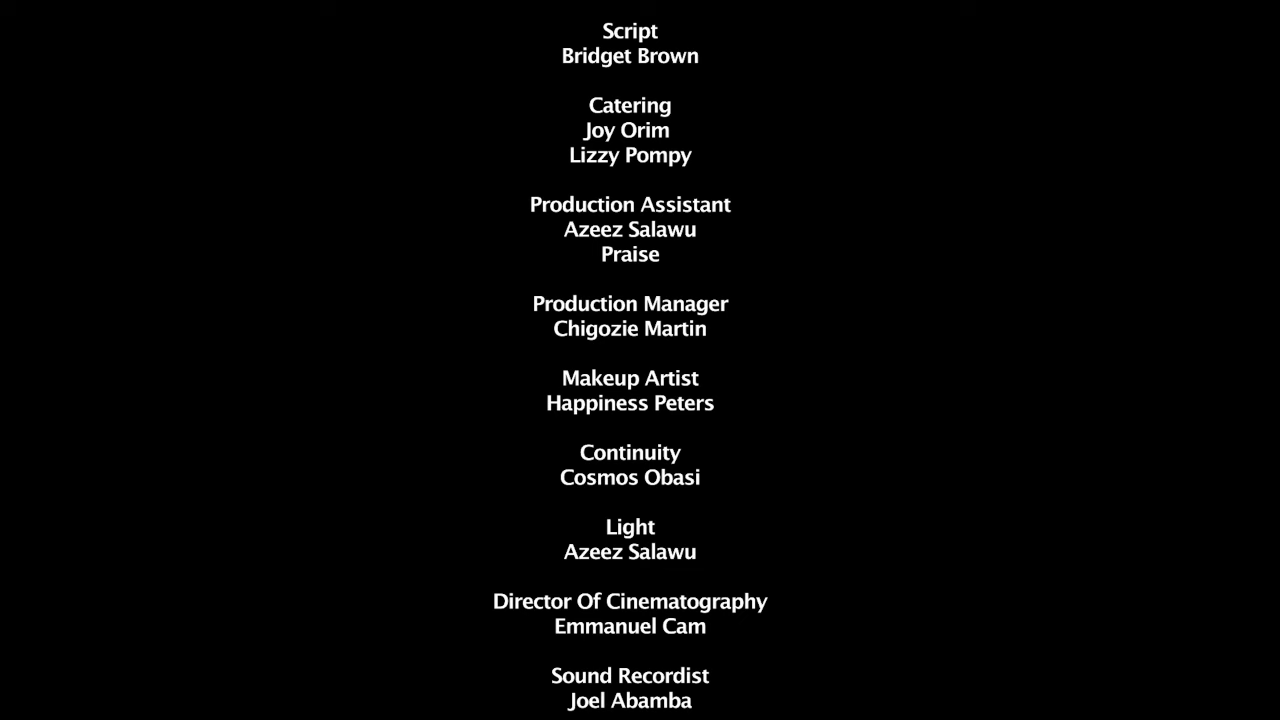 Script
Bridget Brown
Catering
Joy Orim
Lizzy Pompy
Production Assistant
Azeez Salawu
Praise
Production Manager
Chigozie Martin
Makeup Artist
Happiness Peters
Continuity
Cosmos Obasi
Light
Azeez Salawu
Director Of Cinematography
Emmanuel Cam
Sound Recordist
Joel Abamba